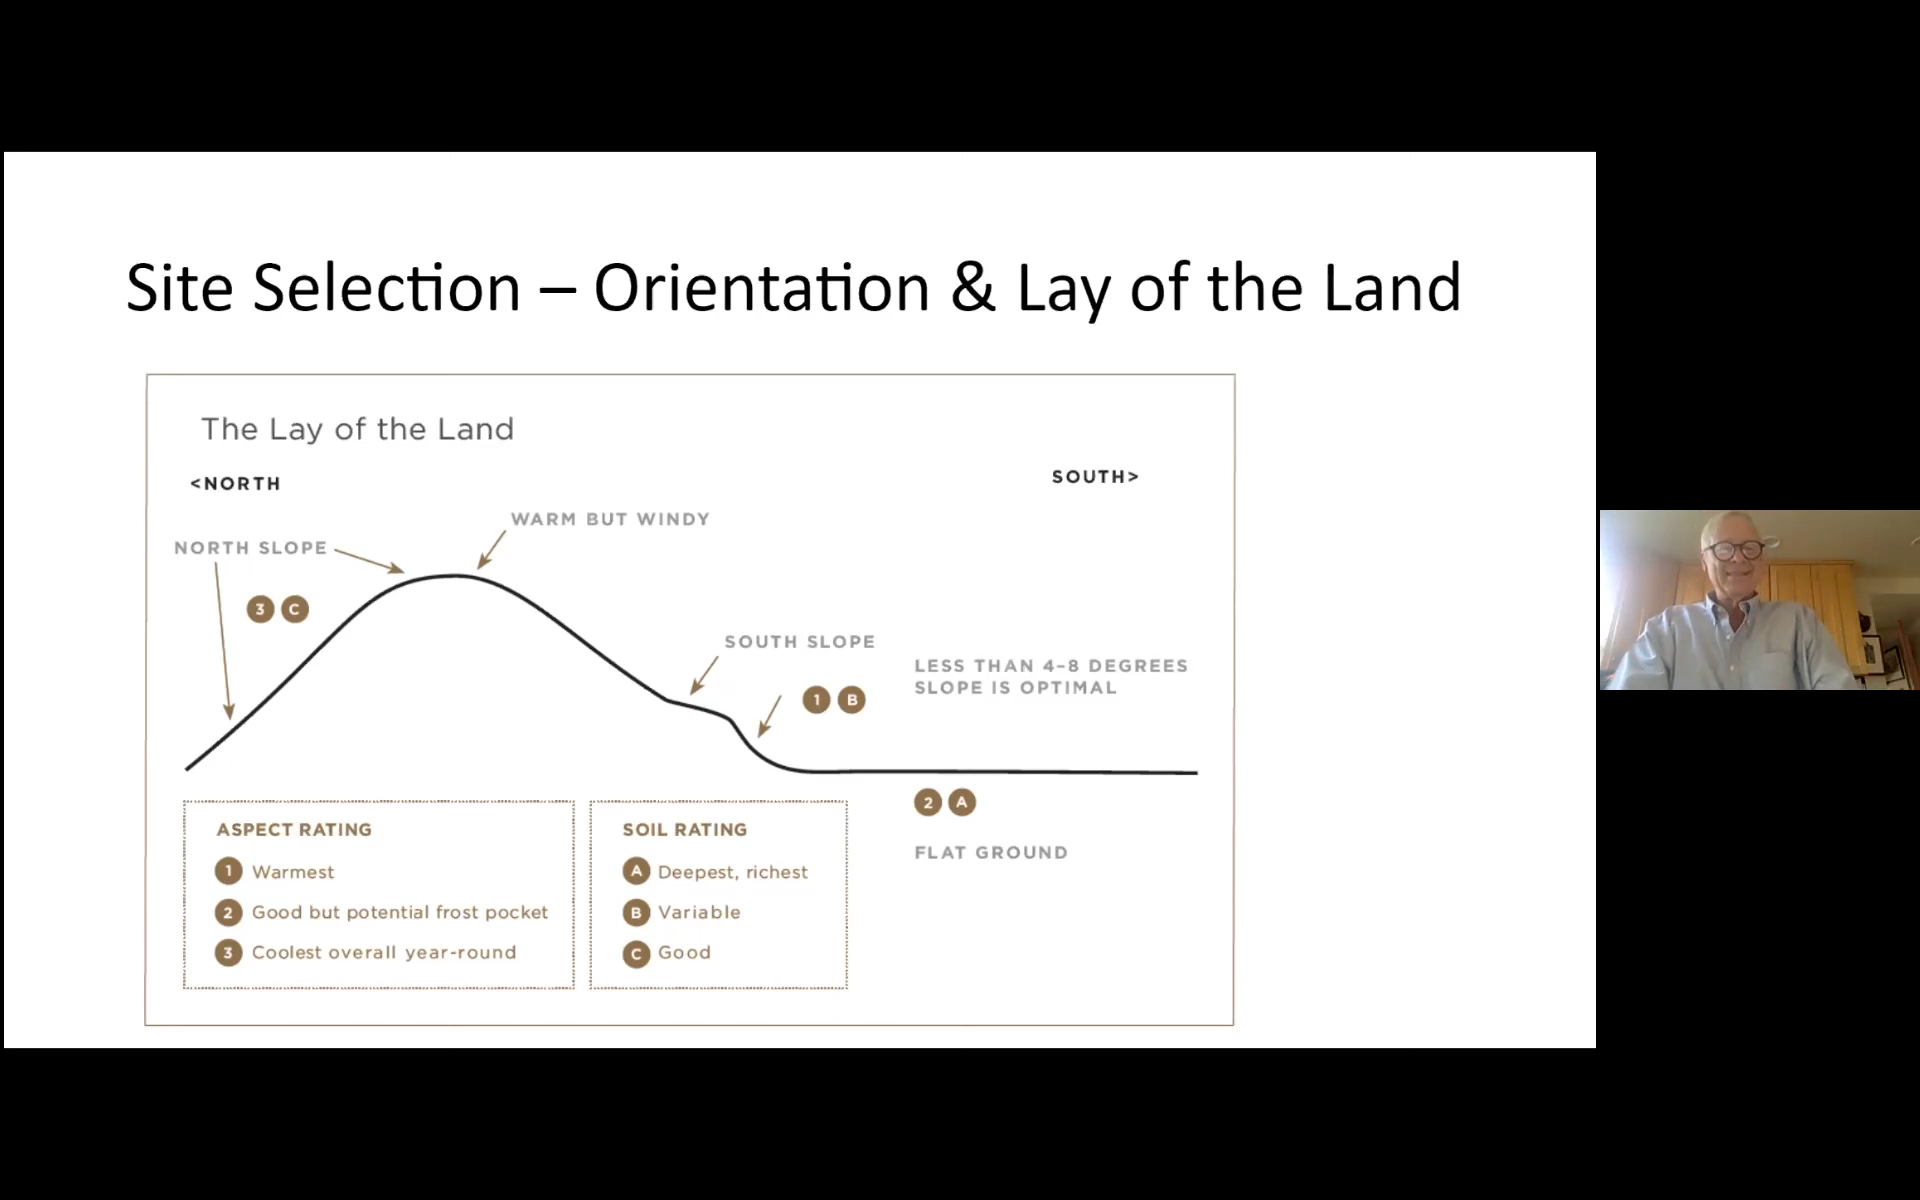 Site Selection – Orientation & Lay of the Land
The Lay of the Land
<NORTH
SOUTH>
WARM BUT WINDY
NORTH SLOPE
3 C
SOUTH SLOPE
1 B
LESS THAN 4–8 DEGREES
SLOPE IS OPTIMAL
2 A
FLAT GROUND
ASPECT RATING
1 Warmest
2 Good but potential frost pocket
3 Coolest overall year-round
SOIL RATING
A Deepest, richest
B Variable
C Good